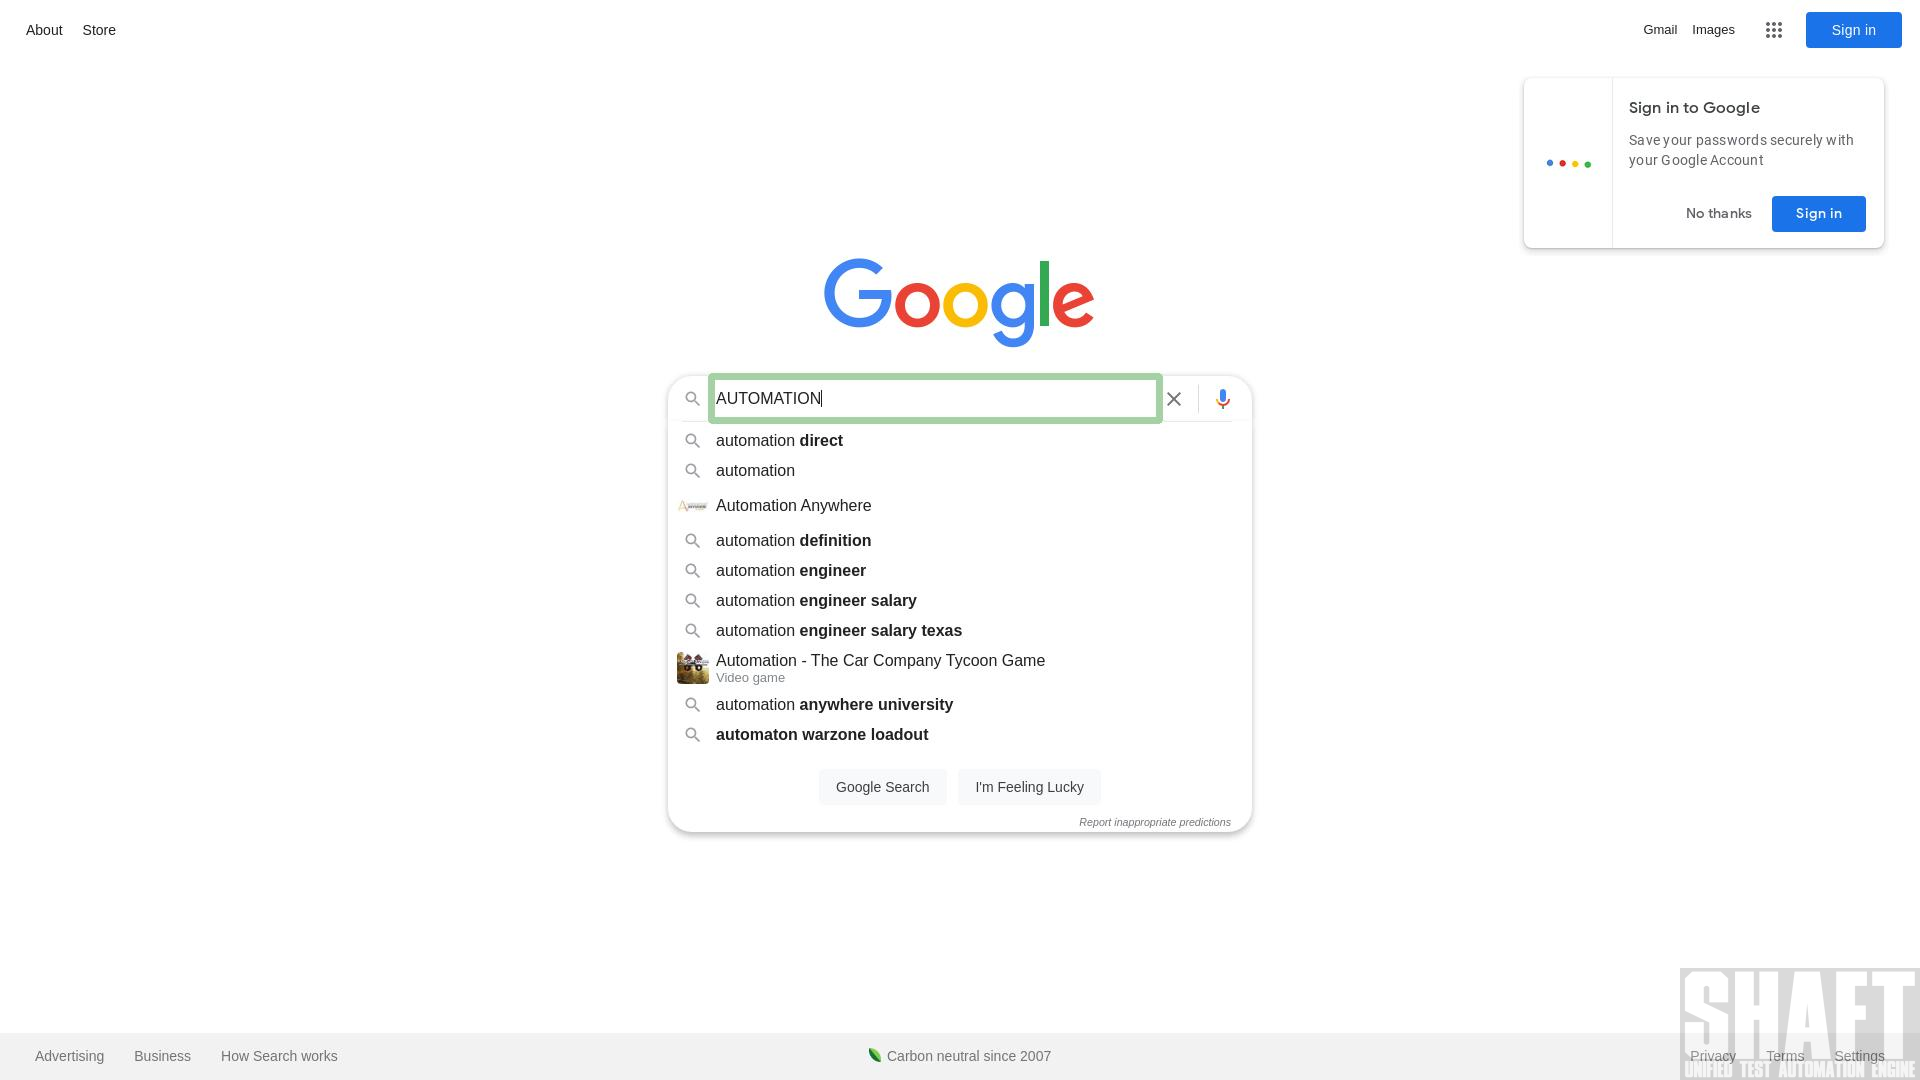 About Store
Gmail Images Sign in
Sign in to Google
Save your passwords securely with
your Google Account
No thanks Sign in
Google
AUTOMATION
automation direct
automation
Automation Anywhere
automation definition
automation engineer
automation engineer salary
automation engineer salary texas
Automation - The Car Company Tycoon Game
Video game
automation anywhere university
automaton warzone loadout
Google Search I'm Feeling Lucky
Report inappropriate predictions
SHAFT
Advertising Business How Search works
Carbon neutral since 2007
Privacy Terms Settings
UNIFIED TEST AUTOMATION ENGINE